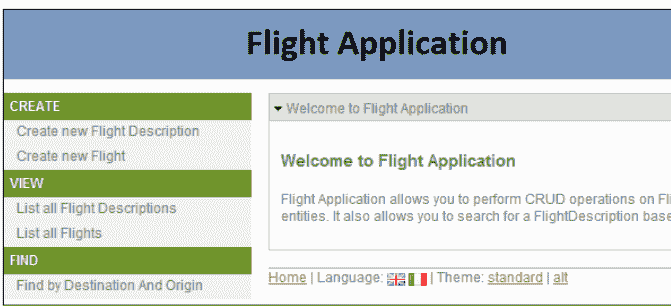 Flight Application
CREATE
Create new Flight Description
Create new Flight
VIEW
List all Flight Descriptions
List all Flights
FIND
Find by Destination And Origin
Welcome to Flight Application
Welcome to Flight Application
Flight Application allows you to perform CRUD operations on
entities. It also allows you to search for a FlightDescription
Home | Language: | Theme: standard | alt